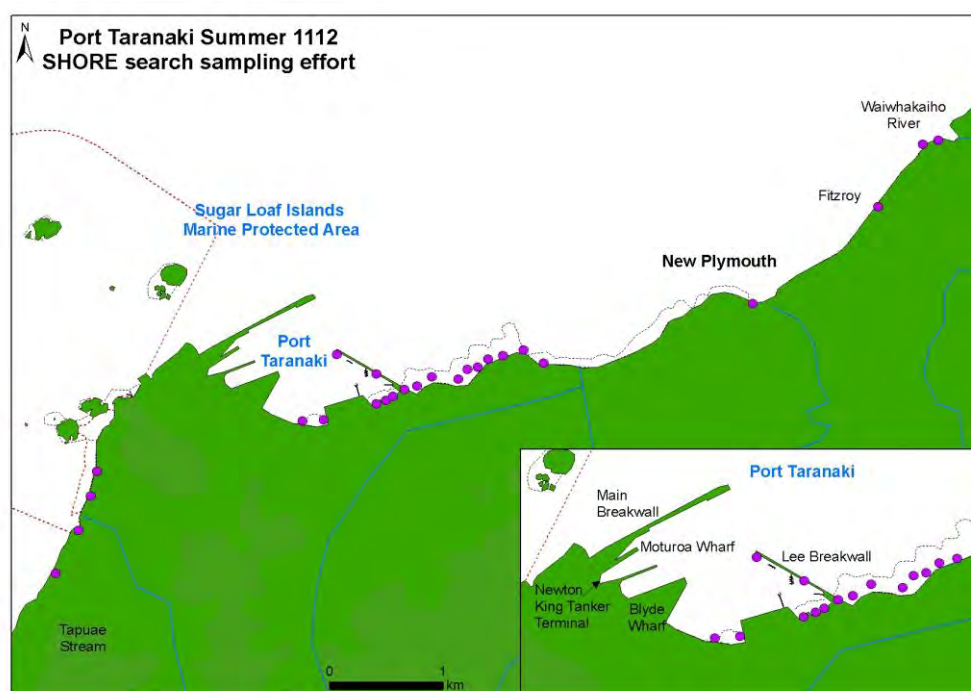 N
Port Taranaki Summer 1112
SHORE search sampling effort
Waiwhakaiho
River
Sugar Loaf Islands
Marine Protected Area
Fitzroy
New Plymouth
Port
Taranaki
Port Taranaki
Main
Breakwall
Moturoa Wharf
Lee Breakwall
Newton
King Tanker
Terminal
Blyde
Wharf
Tapuae
Stream
0
1
km